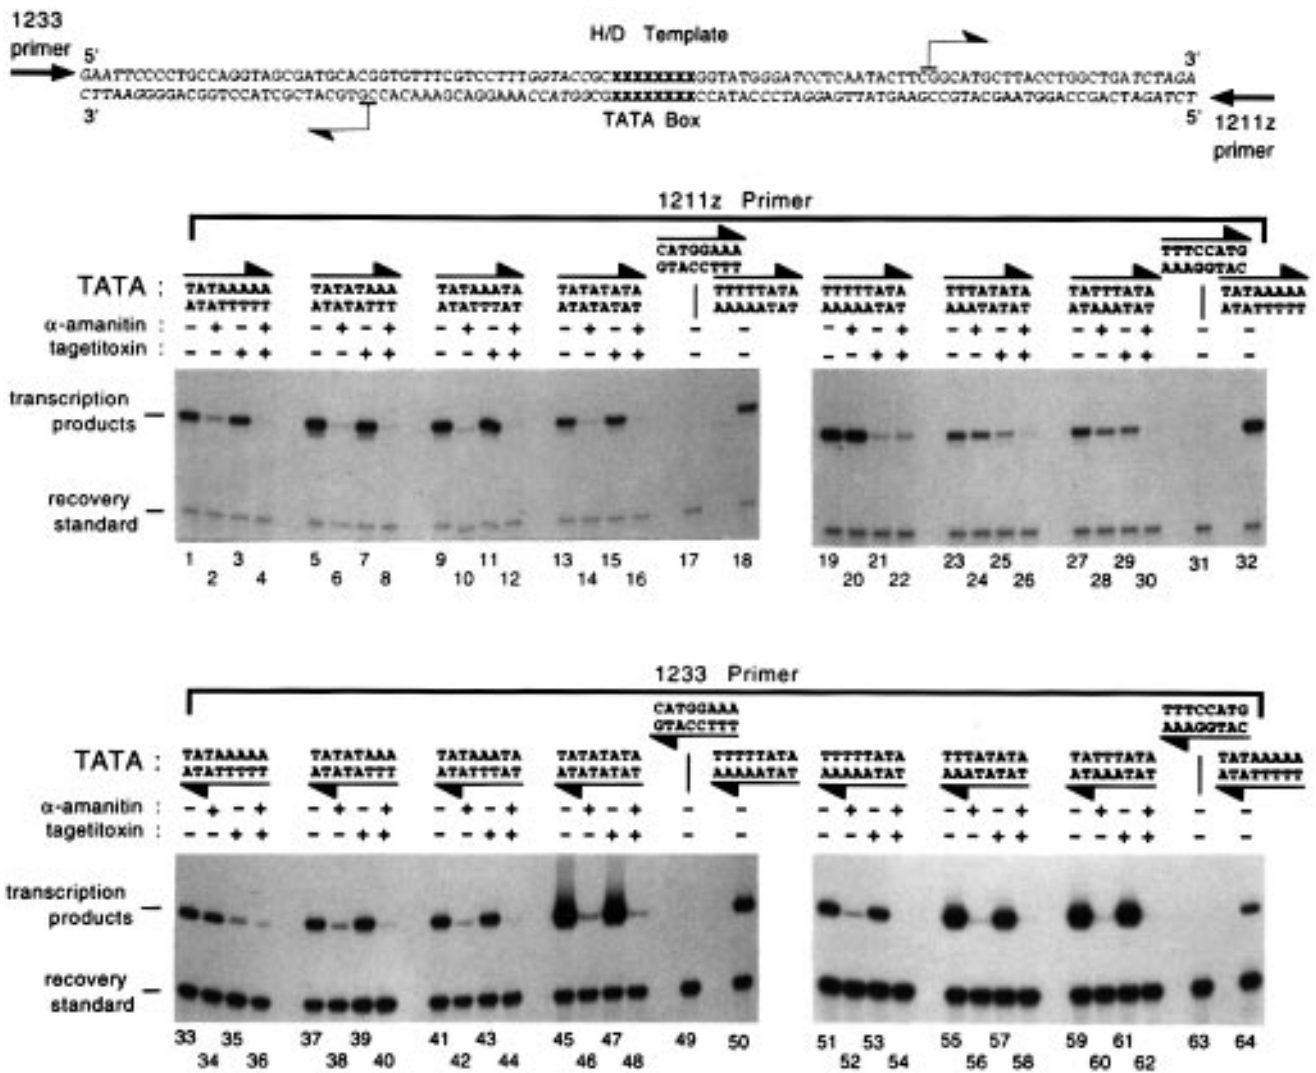 1233
primer
H/D Template
5'
3'
GAATTCCCCTGCCAGGTAGCGATGCACGGTGTTTCGTCCTTTGGTACCGCXXXXXXXXGGTATGGGATCCTCAATACTTCGGCATGCTTACCTGGCTGATCTAGA
CTTAAGGGGACGGTCCATCGCTACGTGCCACAAAGCAGGAAACCATGGCGXXXXXXXXCCATACCCTAGGAGTTATGAAGCCGTACGAATGGACCGACTAGATCT
3'
TATA Box
5'
1211z
primer
1211z Primer
CATGGAAA TTTCCATG
GTACCTTT AAAGGTAC
TATA : TATAAAAA TATATAAA TATAAATA TATATATA TTTTTATA TTTTTATA TTTATATA TATTTATA TATAAAAA
ATATTTTT ATATATTT ATATTTAT ATATATAT AAAAATAT AAAAATAT AAATATAT ATAAATAT ATATTTTT
α-amanitin : - + - + - + - + - + - + - + - + - - - + - + - + - + - + - + - -
tagetitoxin : - - + + - - + + - - + + - - + + - - - - + + - - + + - - + + - -
transcription
products
recovery
standard
1 2 3 4 5 6 7 8 9 10 11 12 13 14 15 16 17 18 19 20 21 22 23 24 25 26 27 28 29 30 31 32
1233 Primer
CATGGAAA TTTCCATG
GTACCTTT AAAGGTAC
TATA : TATAAAAA TATATAAA TATAAATA TATATATA TTTTTATA TTTTTATA TTTATATA TATTTATA TATAAAAA
ATATTTTT ATATATTT ATATTTAT ATATATAT AAAAATAT AAAAATAT AAATATAT ATAAATAT ATATTTTT
α-amanitin : - + - + - + - + - + - + - + - + - - - + - + - + - + - + - + - -
tagetitoxin : - - + + - - + + - - + + - - + + - - - - + + - - + + - - + + - -
transcription
products
recovery
standard
33 34 35 36 37 38 39 40 41 42 43 44 45 46 47 48 49 50 51 52 53 54 55 56 57 58 59 60 61 62 63 64